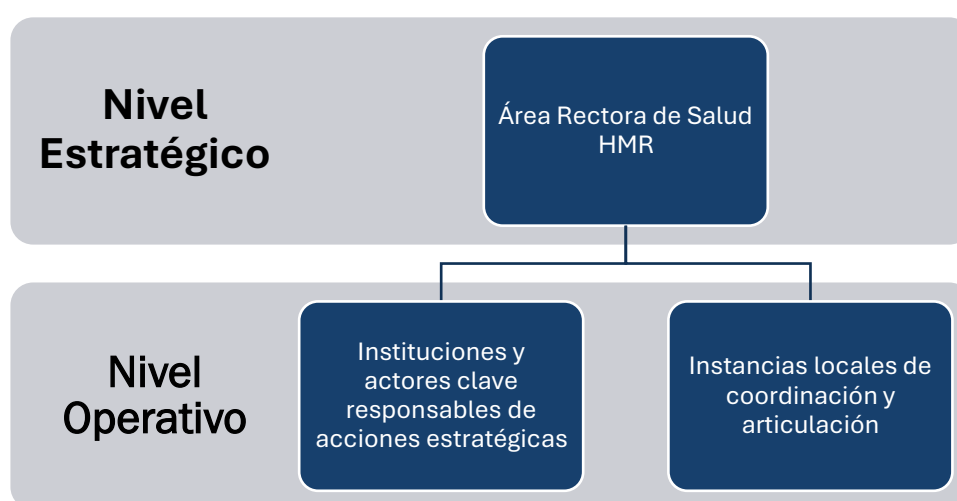 Nivel
Estratégico
Área Rectora de Salud
HMR
Nivel
Operativo
Instituciones y
actores clave
responsables de
acciones estratégicas
Instancias locales de
coordinación y
articulación